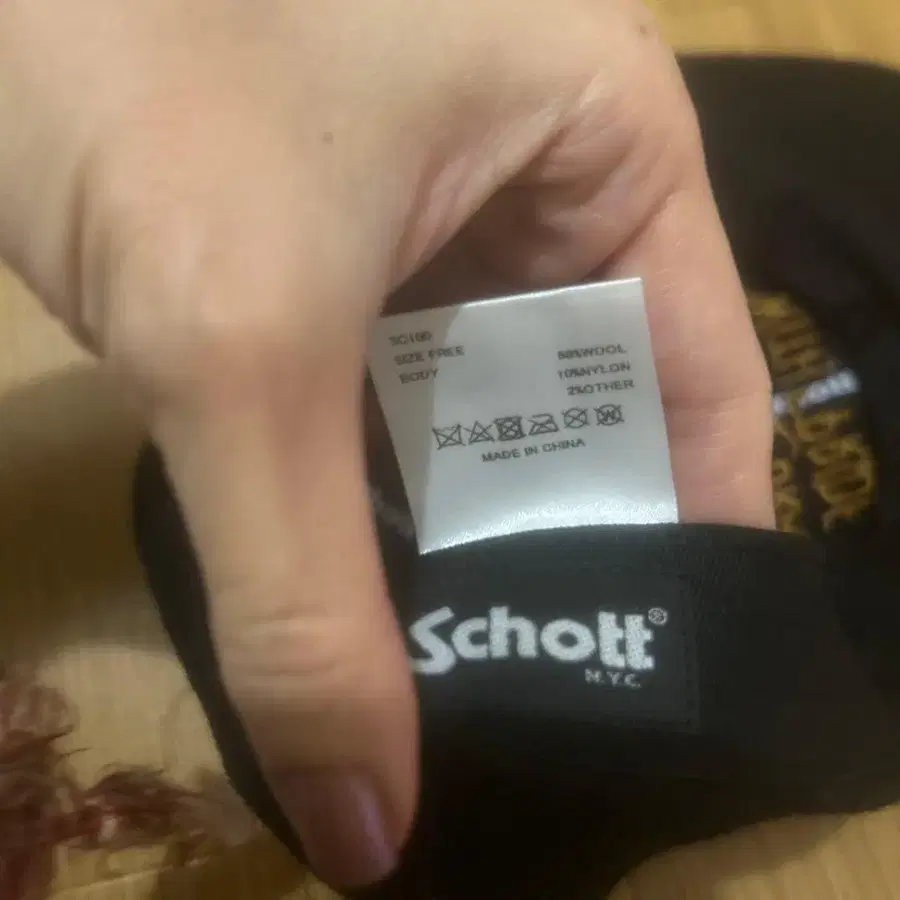 SC100
SIZE FREE
BODY
88%WOOL
10%NYLON
2%OTHER
MADE IN CHINA
Schott®
N.Y.C.